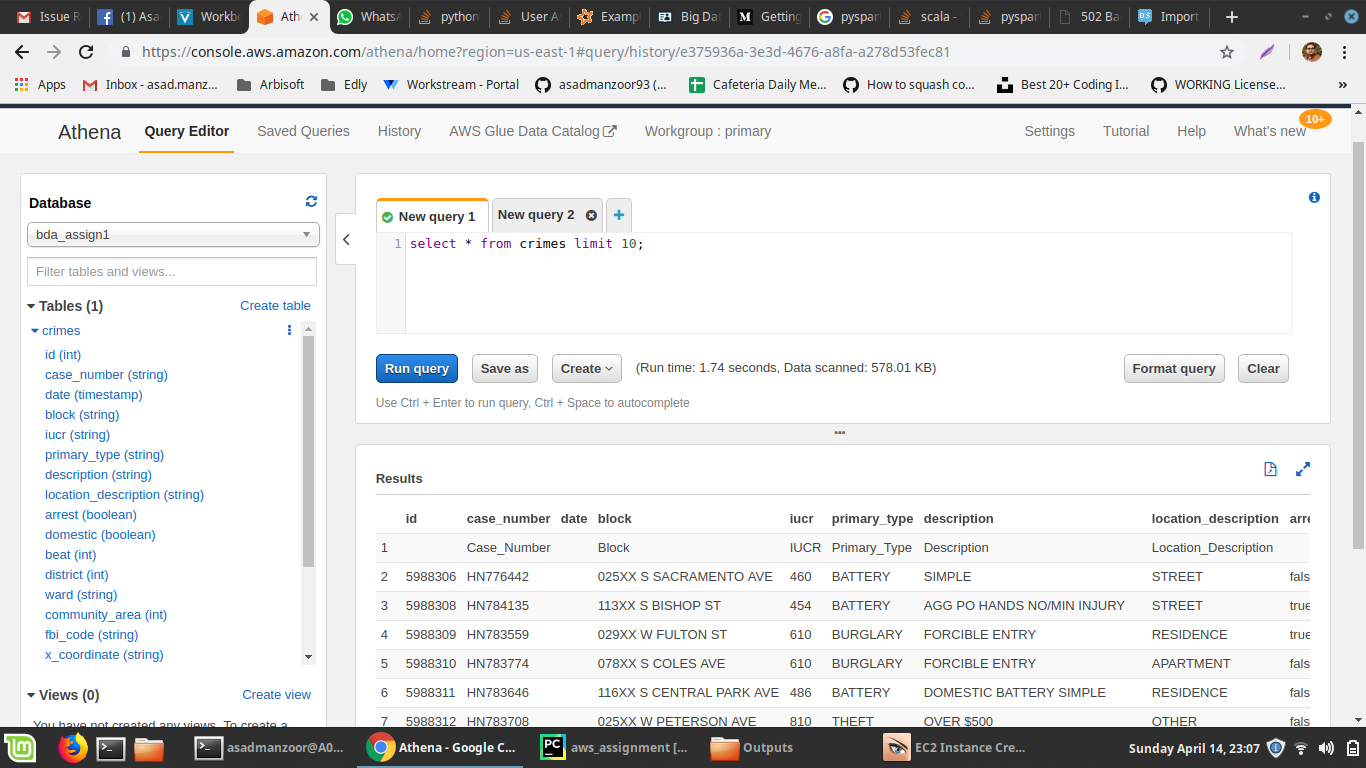 Issue R (1) Asa Workbe Athe WhatsA python User A Exampl Big Dat Getting pyspar scala - pyspar 502 Ba Import
https://console.aws.amazon.com/athena/home?region=us-east-1#query/history/e375936a-3e3d-4676-a8fa-a278d53fec81
Apps Inbox - asad.manz... Arbisoft Edly Workstream - Portal asadmanzoor93 (... Cafeteria Daily Me... How to squash co... Best 20+ Coding I... WORKING License... »
Athena Query Editor Saved Queries History AWS Glue Data Catalog Workgroup : primary Settings Tutorial Help What's new 10+
Database
bda_assign1
Filter tables and views...
Tables (1) Create table
crimes
id (int)
case_number (string)
date (timestamp)
block (string)
iucr (string)
primary_type (string)
description (string)
location_description (string)
arrest (boolean)
domestic (boolean)
beat (int)
district (int)
ward (string)
community_area (int)
fbi_code (string)
x_coordinate (string)
Views (0) Create view
You have not created any views. To create a
New query 1 New query 2 +
1 select * from crimes limit 10;
Run query Save as Create (Run time: 1.74 seconds, Data scanned: 578.01 KB) Format query Clear
Use Ctrl + Enter to run query, Ctrl + Space to autocomplete
Results
id case_number date block iucr primary_type description location_description arre
1 Case_Number Block IUCR Primary_Type Description Location_Description
2 5988306 HN776442 025XX S SACRAMENTO AVE 460 BATTERY SIMPLE STREET fals
3 5988308 HN784135 113XX S BISHOP ST 454 BATTERY AGG PO HANDS NO/MIN INJURY STREET true
4 5988309 HN783559 029XX W FULTON ST 610 BURGLARY FORCIBLE ENTRY RESIDENCE true
5 5988310 HN783774 078XX S COLES AVE 610 BURGLARY FORCIBLE ENTRY APARTMENT fals
6 5988311 HN783646 116XX S CENTRAL PARK AVE 486 BATTERY DOMESTIC BATTERY SIMPLE RESIDENCE fals
7 5988312 HN783708 025XX W PETERSON AVE 810 THEFT OVER $500 OTHER fals
asadmanzoor@A0... Athena - Google C... PC aws_assignment [... Outputs EC2 Instance Cre... Sunday April 14, 23:07